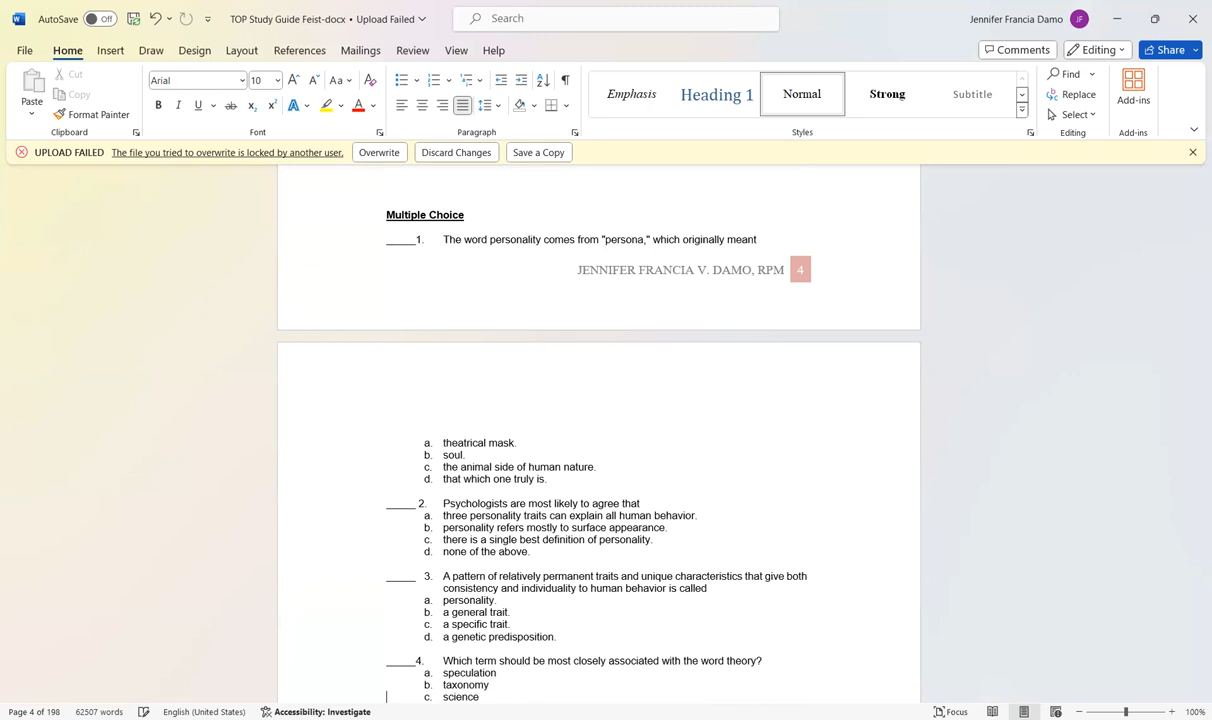 AutoSave Off TOP Study Guide Feist-docx • Upload Failed Search Jennifer Francia Damo JF
File Home Insert Draw Design Layout References Mailings Review View Help Comments Editing Share
Paste Cut Copy Format Painter
Arial 10 Aa
B I U ab x₂ x² A A
Emphasis Heading 1 Normal Strong Subtitle
Find Replace Select Add-ins
Clipboard Font Paragraph Styles Editing Add-ins
UPLOAD FAILED The file you tried to overwrite is locked by another user. Overwrite Discard Changes Save a Copy
Multiple Choice
_____1. The word personality comes from "persona," which originally meant
JENNIFER FRANCIA V. DAMO, RPM 4
a. theatrical mask.
b. soul.
c. the animal side of human nature.
d. that which one truly is.
_____ 2. Psychologists are most likely to agree that
a. three personality traits can explain all human behavior.
b. personality refers mostly to surface appearance.
c. there is a single best definition of personality.
d. none of the above.
_____ 3. A pattern of relatively permanent traits and unique characteristics that give both
consistency and individuality to human behavior is called
a. personality.
b. a general trait.
c. a specific trait.
d. a genetic predisposition.
_____4. Which term should be most closely associated with the word theory?
a. speculation
b. taxonomy
c. science
Page 4 of 198 62507 words English (United States) Accessibility: Investigate Focus 100%